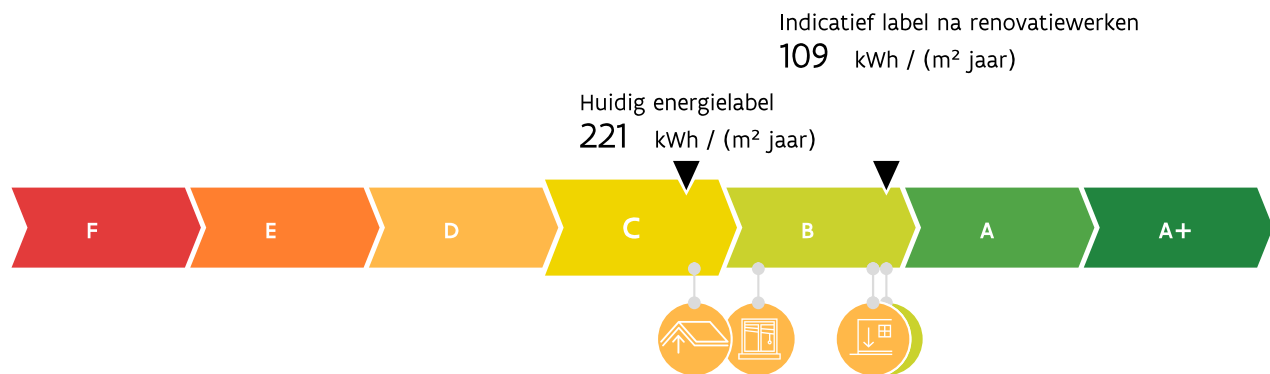 Indicatief label na renovatiewerken
109 kWh / (m² jaar)
Huidig energielabel
221 kWh / (m² jaar)
F E D C B A A+